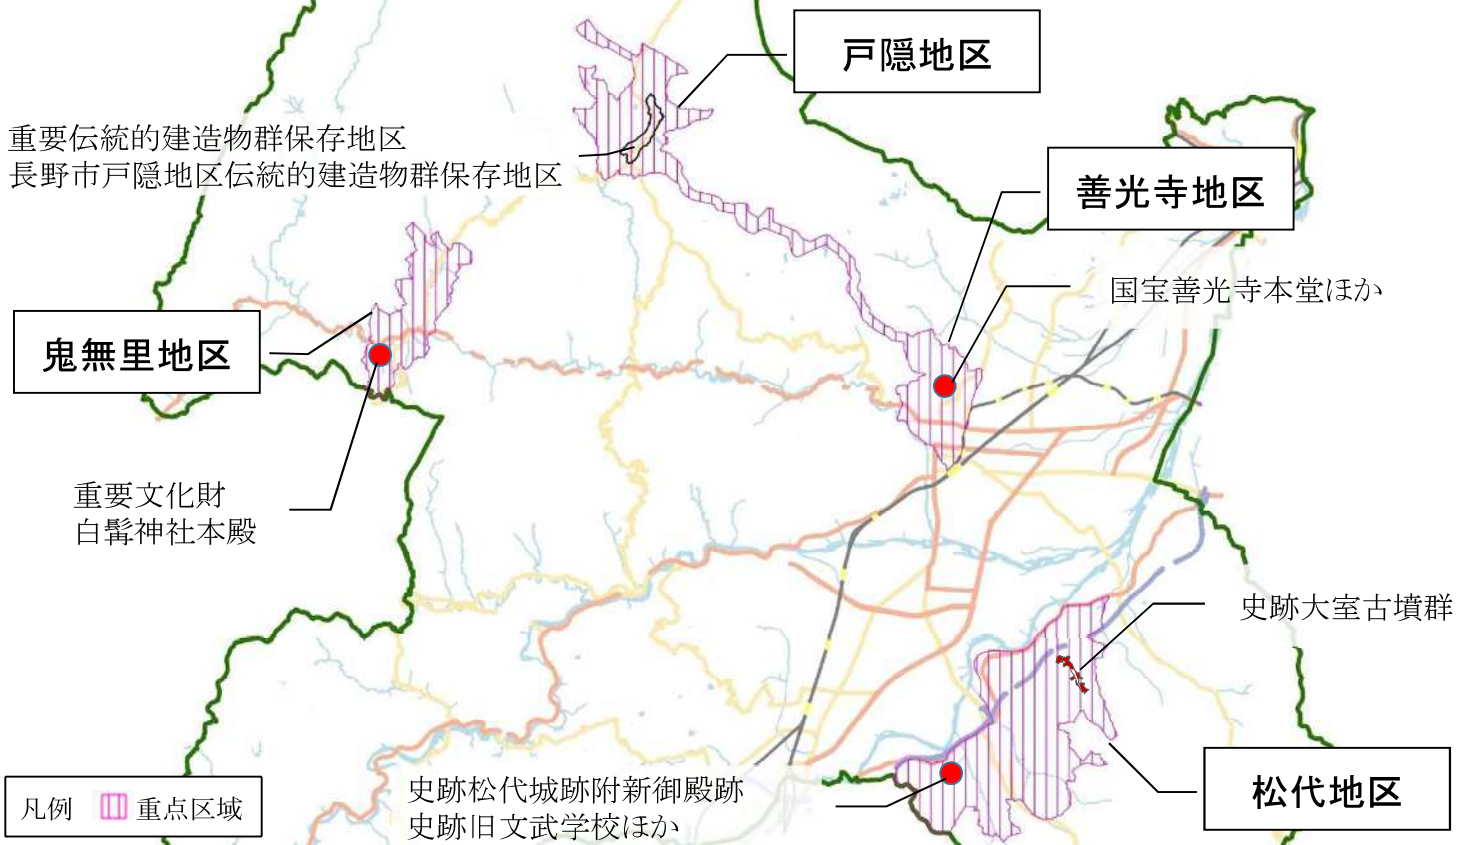 戸隠地区
重要伝統的建造物群保存地区
長野市戸隠地区伝統的建造物群保存地区
善光寺地区
国宝善光寺本堂ほか
鬼無里地区
重要文化財
白髯神社本殿
史跡大室古墳群
松代地区
史跡松代城跡附新御殿跡
史跡旧文武学校ほか
凡例 重点区域